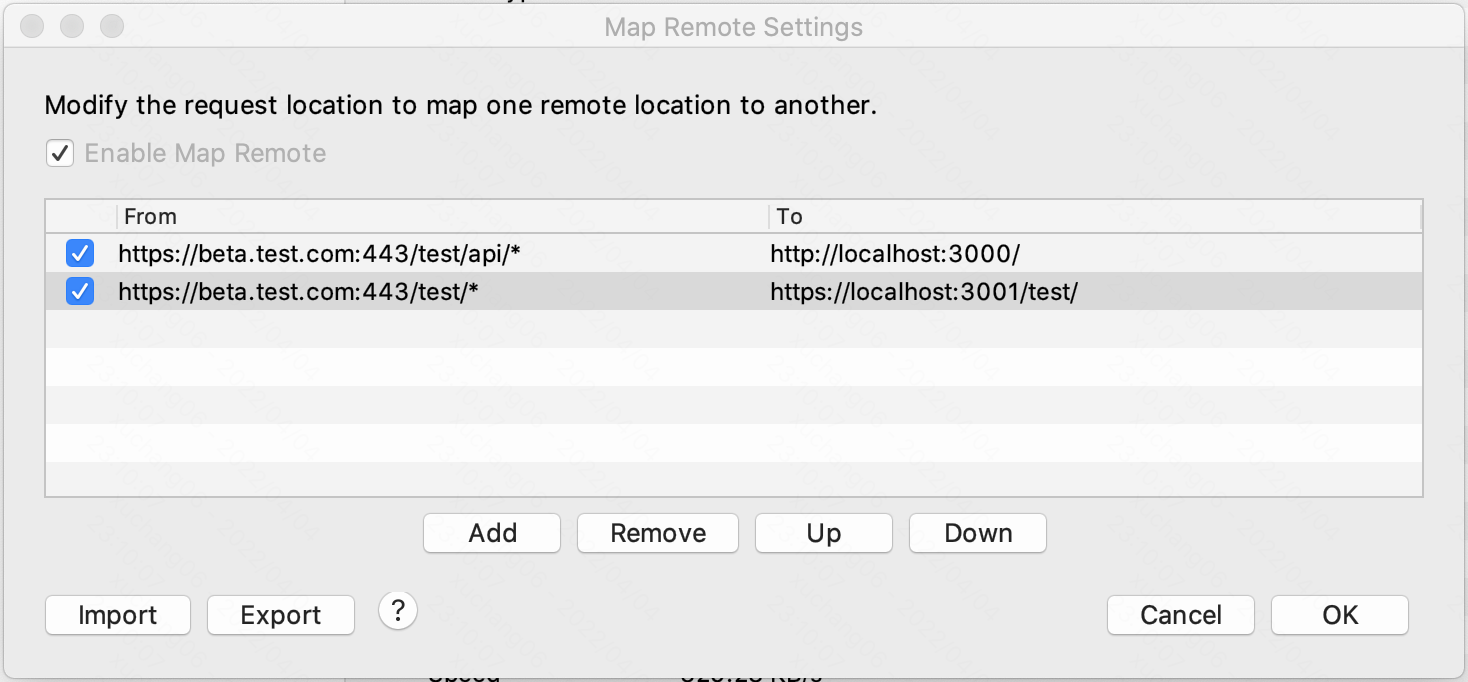 Map Remote Settings
Modify the request location to map one remote location to another.
Enable Map Remote
From To
https://beta.test.com:443/test/api/* http://localhost:3000/
https://beta.test.com:443/test/* https://localhost:3001/test/
Add Remove Up Down
Import Export ? Cancel OK